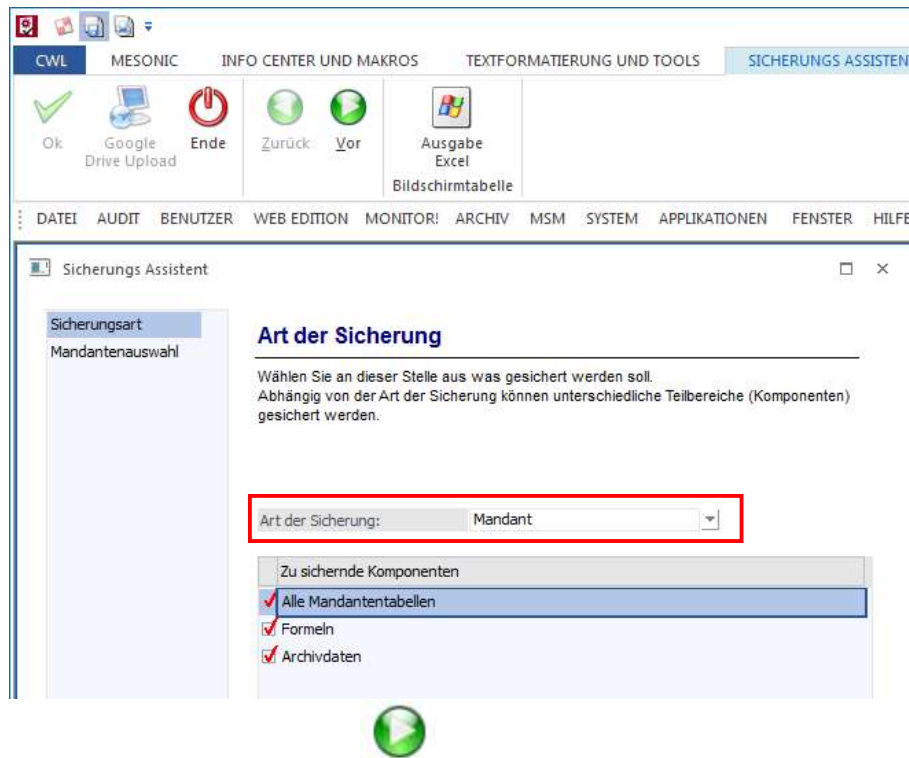 CWL MESONIC INFO CENTER UND MAKROS TEXTFORMATIERUNG UND TOOLS SICHERUNGS ASSISTEN
Ok Google Drive Upload Ende Zurück Vor Ausgabe Excel
Bildschirmtabelle
DATEI AUDIT BENUTZER WEB EDITION MONITOR! ARCHIV MSM SYSTEM APPLIKATIONEN FENSTER HILFE
Sicherungs Assistent
Sicherungsart
Mandantenauswahl
Art der Sicherung
Wählen Sie an dieser Stelle aus was gesichert werden soll.
Abhängig von der Art der Sicherung können unterschiedliche Teilbereiche (Komponenten)
gesichert werden.
Art der Sicherung: Mandant
Zu sichernde Komponenten
Alle Mandantentabellen
Formeln
Archivdaten